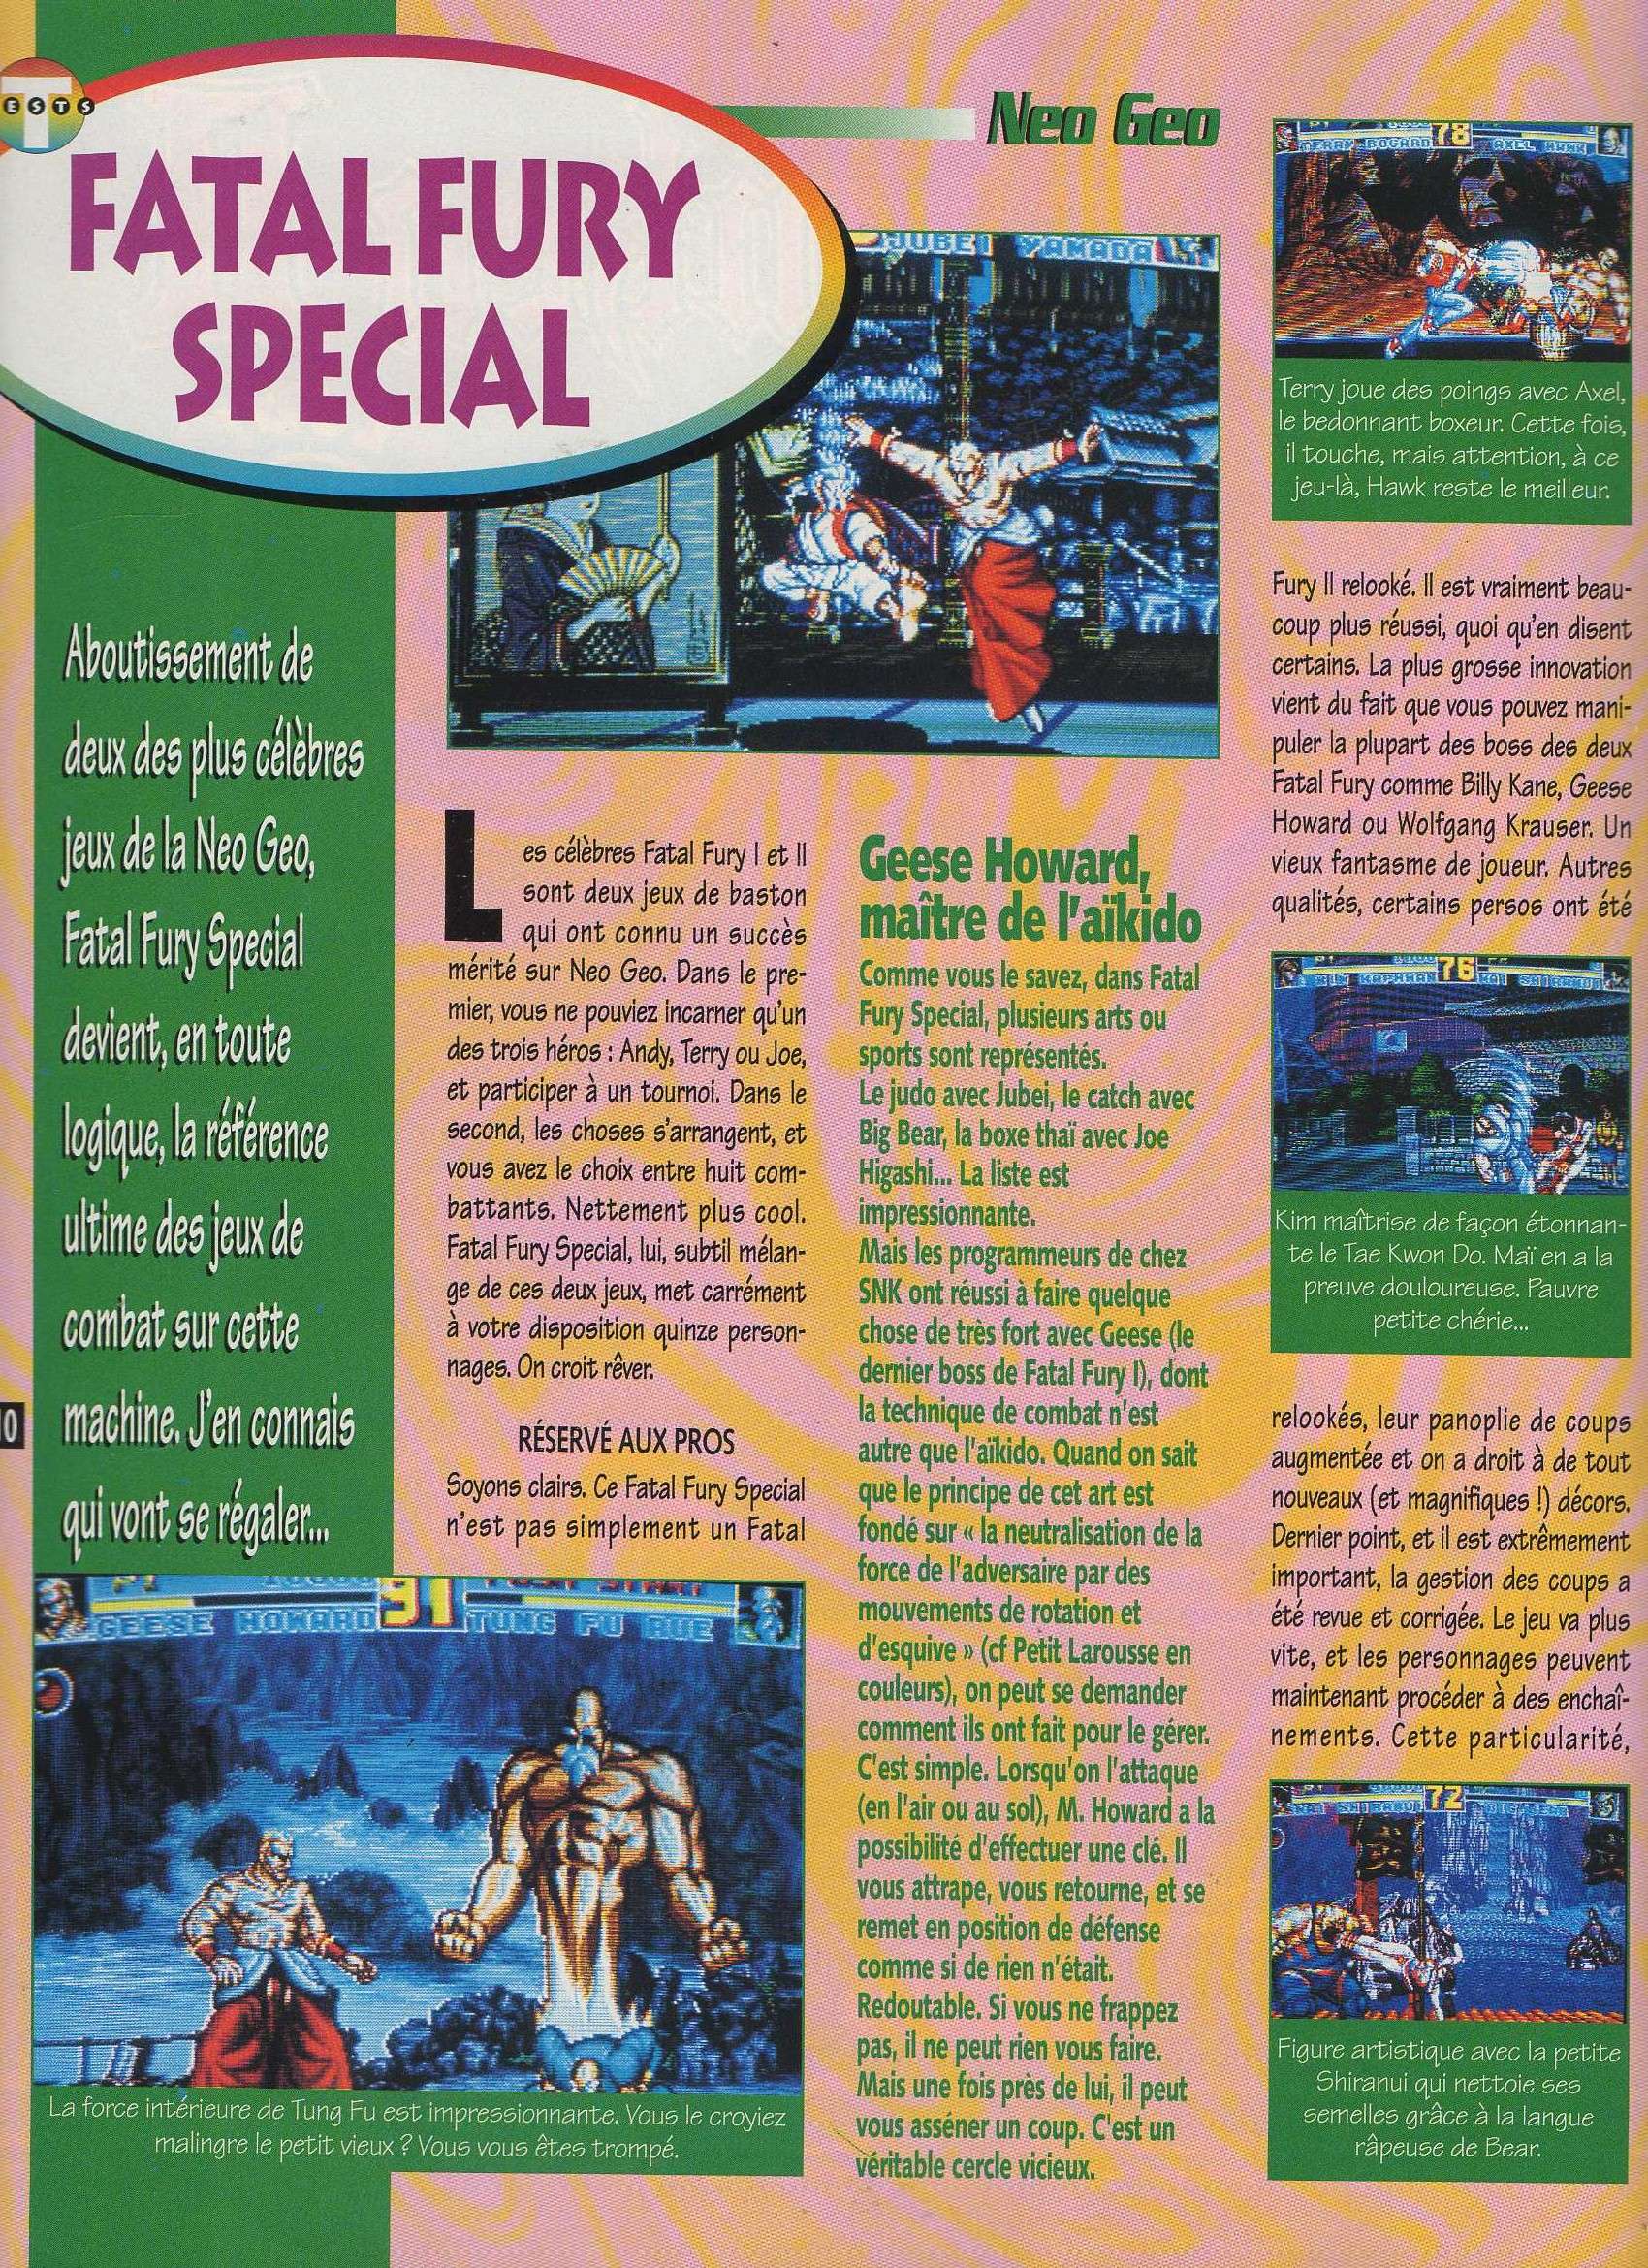 TESTS
FATAL FURY
SPECIAL
Neo Geo
Aboutissement de
deux des plus célèbres
jeux de la Neo Geo,
Fatal Fury Special
devient, en toute
logique, la référence
ultime des jeux de
combat sur cette
machine. J'en connais
qui vont se régaler...
JUBEI YAMADA
Les célèbres Fatal Fury I et II
sont deux jeux de baston
qui ont connu un succès
mérité sur Neo Geo. Dans le pre-
mier, vous ne pouviez incarner qu'un
des trois héros : Andy, Terry ou Joe,
et participer à un tournoi. Dans le
second, les choses s'arrangent, et
vous avez le choix entre huit com-
battants. Nettement plus cool.
Fatal Fury Special, lui, subtil mélan-
ge de ces deux jeux, met carrément
à votre disposition quinze person-
nages. On croit rêver.
RÉSERVÉ AUX PROS
Soyons clairs. Ce Fatal Fury Special
n'est pas simplement un Fatal
10
91
GEESE HOWARD TUNG FU RUE
La force intérieure de Tung Fu est impressionnante. Vous le croyiez
malingre le petit vieux ? Vous vous êtes trompé.
Geese Howard,
maître de l'aïkido
Comme vous le savez, dans Fatal
Fury Special, plusieurs arts ou
sports sont représentés.
Le judo avec Jubei, le catch avec
Big Bear, la boxe thaï avec Joe
Higashi... La liste est
impressionnante.
Mais les programmeurs de chez
SNK ont réussi à faire quelque
chose de très fort avec Geese (le
dernier boss de Fatal Fury I), dont
la technique de combat n'est
autre que l'aïkido. Quand on sait
que le principe de cet art est
fondé sur « la neutralisation de la
force de l'adversaire par des
mouvements de rotation et
d'esquive » (cf Petit Larousse en
couleurs), on peut se demander
comment ils ont fait pour le gérer.
C'est simple. Lorsqu'on l'attaque
(en l'air ou au sol), M. Howard a la
possibilité d'effectuer une clé. Il
vous attrape, vous retourne, et se
remet en position de défense
comme si de rien n'était.
Redoutable. Si vous ne frappez
pas, il ne peut rien vous faire.
Mais une fois près de lui, il peut
vous asséner un coup. C'est un
véritable cercle vicieux.
78
TERRY BOGARD AXEL HAWK
Terry joue des poings avec Axel,
le bedonnant boxeur. Cette fois,
il touche, mais attention, à ce
jeu-là, Hawk reste le meilleur.
Fury II relooké. Il est vraiment beau-
coup plus réussi, quoi qu'en disent
certains. La plus grosse innovation
vient du fait que vous pouvez mani-
puler la plupart des boss des deux
Fatal Fury comme Billy Kane, Geese
Howard ou Wolfgang Krauser. Un
vieux fantasme de joueur. Autres
qualités, certains persos ont été
76
KIM KAPHWAN MAI SHIRANUI
Kim maîtrise de façon étonnan-
te le Tae Kwon Do. Maï en a la
preuve douloureuse. Pauvre
petite chérie...
relookés, leur panoplie de coups
augmentée et on a droit à de tout
nouveaux (et magnifiques !) décors.
Dernier point, et il est extrêmement
important, la gestion des coups a
été revue et corrigée. Le jeu va plus
vite, et les personnages peuvent
maintenant procéder à des enchaî-
nements. Cette particularité,
72
MAI SHIRANUI BIG BEAR
Figure artistique avec la petite
Shiranui qui nettoie ses
semelles grâce à la langue
râpeuse de Bear.